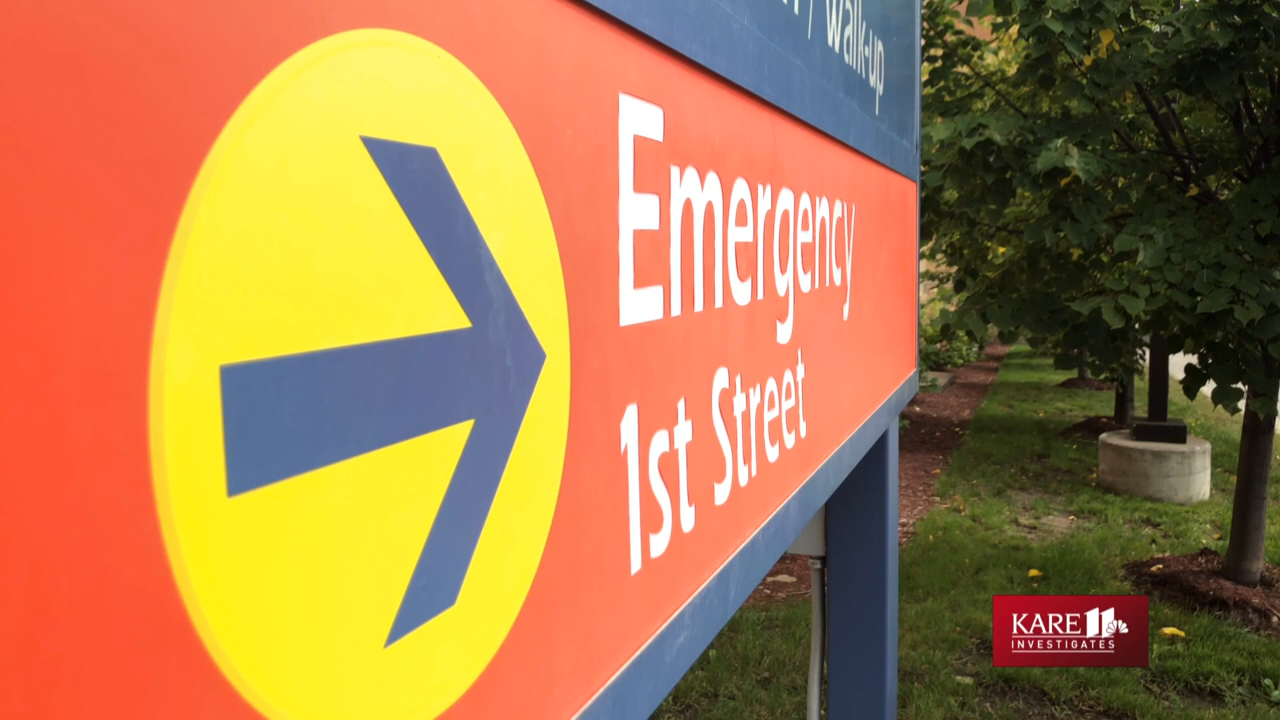 / walk-up
Emergency
1st Street
KARE 11
INVESTIGATES